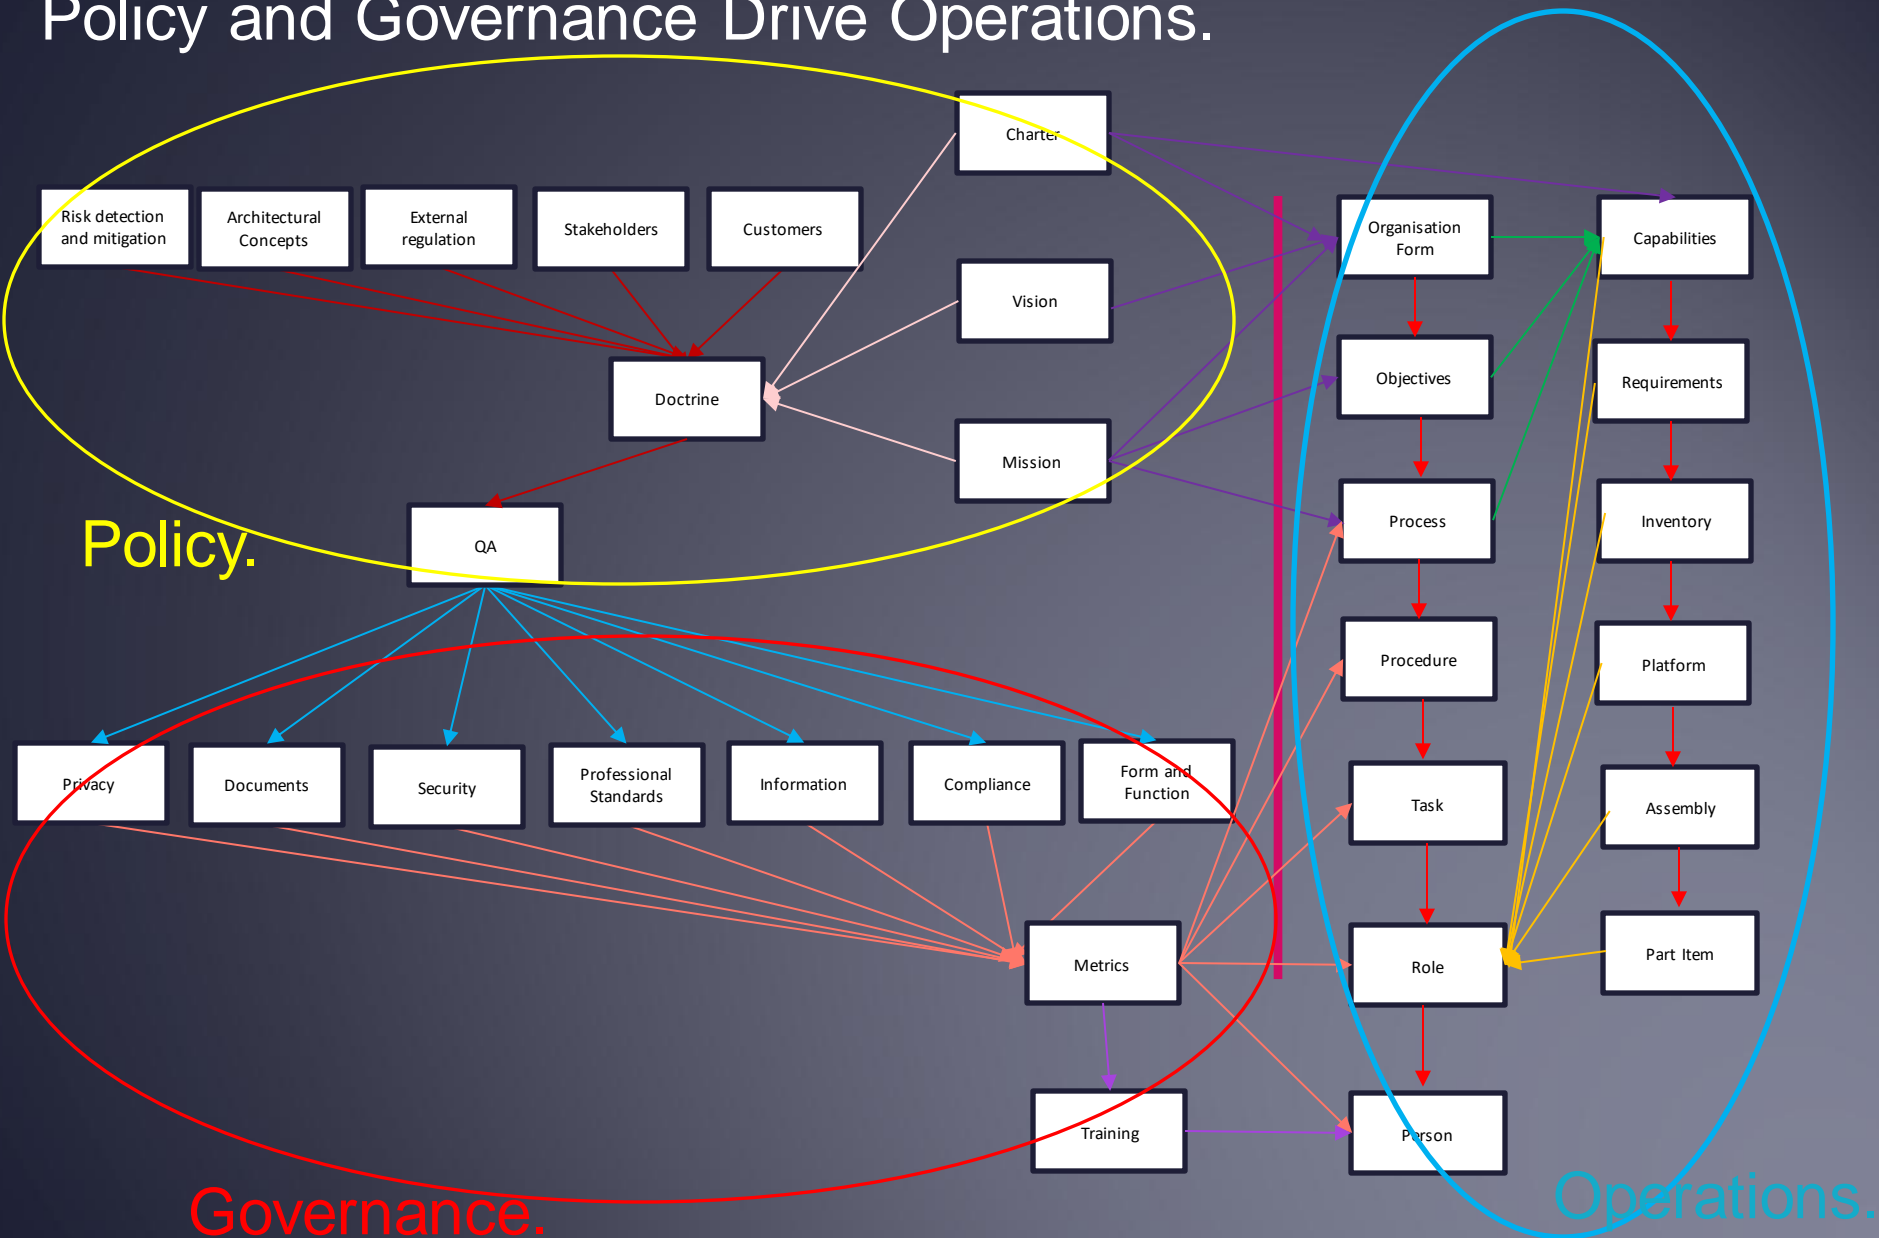 Policy and Governance Drive Operations.
Charter
Risk detection
and mitigation
Architectural
Concepts
External
regulation
Stakeholders
Customers
Organisation
Form
Capabilities
Vision
Doctrine
Objectives
Requirements
Mission
Process
Inventory
Policy.
QA
Procedure
Platform
Privacy
Documents
Security
Professional
Standards
Information
Compliance
Form and
Function
Task
Assembly
Metrics
Role
Part Item
Training
Person
Governance.
Operations.